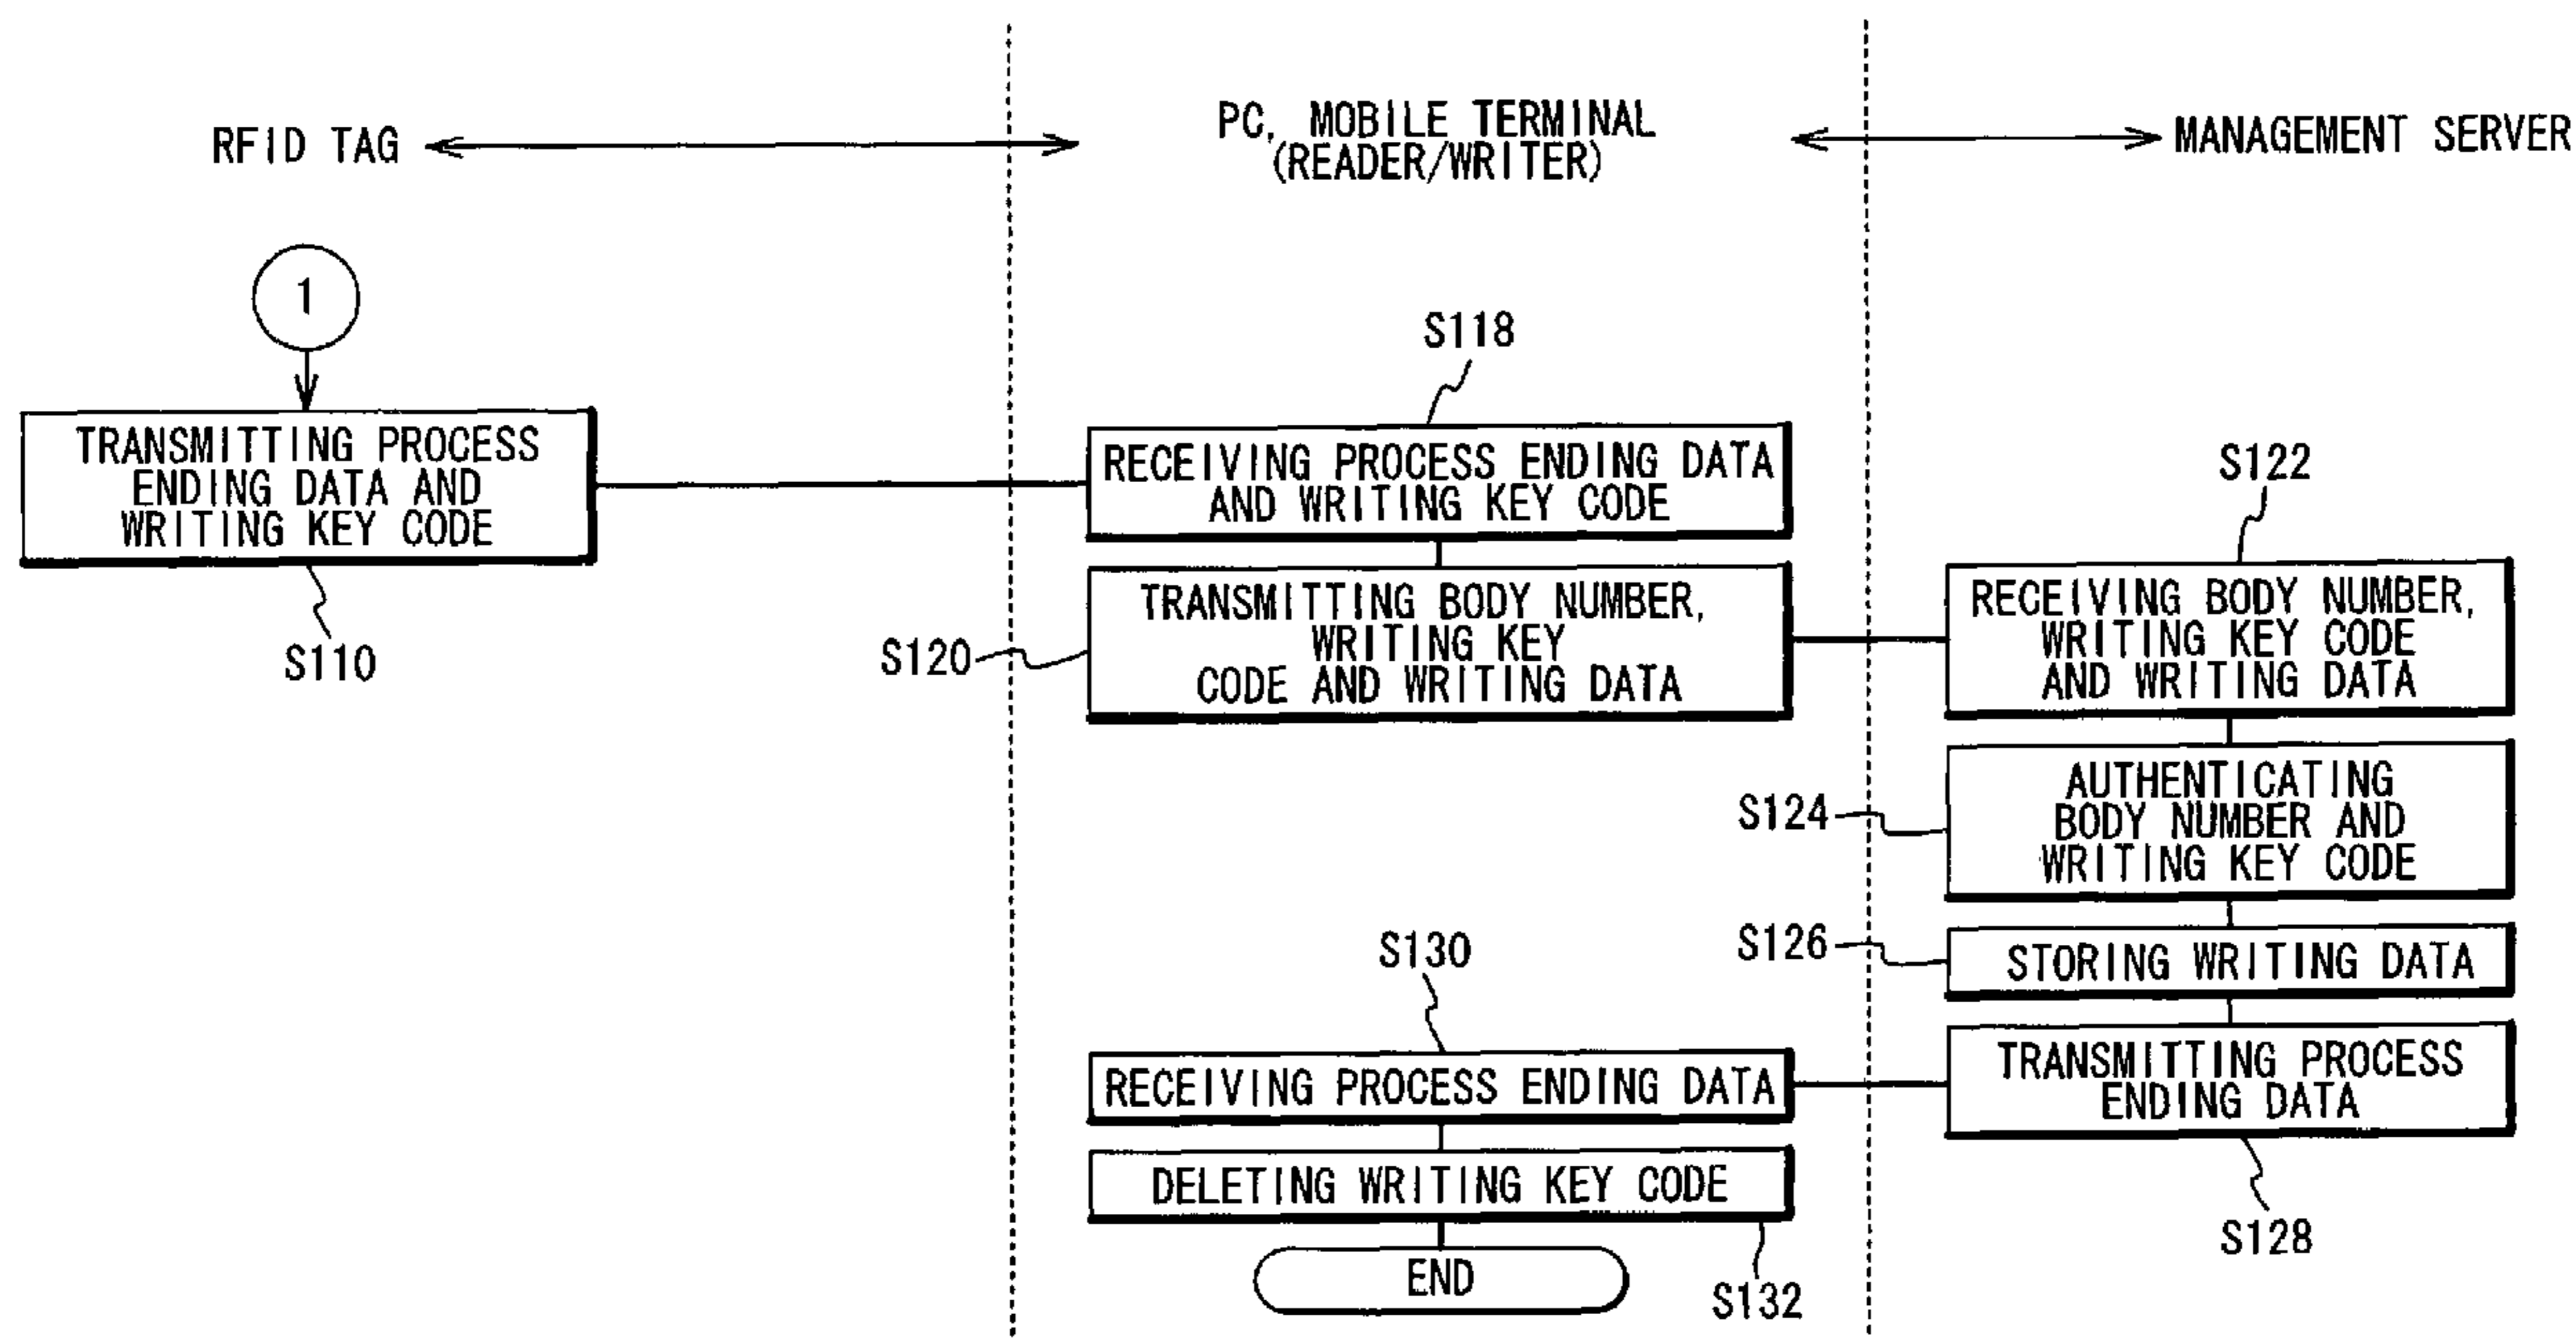 RFID TAG
PC, MOBILE TERMINAL
(READER/WRITER)
MANAGEMENT SERVER
1
TRANSMITTING PROCESS
ENDING DATA AND
WRITING KEY CODE
S110
S118
RECEIVING PROCESS ENDING DATA
AND WRITING KEY CODE
S120
TRANSMITTING BODY NUMBER,
WRITING KEY
CODE AND WRITING DATA
S122
RECEIVING BODY NUMBER,
WRITING KEY CODE
AND WRITING DATA
S124
AUTHENTICATING
BODY NUMBER AND
WRITING KEY CODE
S126
STORING WRITING DATA
TRANSMITTING PROCESS
ENDING DATA
S128
S130
RECEIVING PROCESS ENDING DATA
DELETING WRITING KEY CODE
S132
END